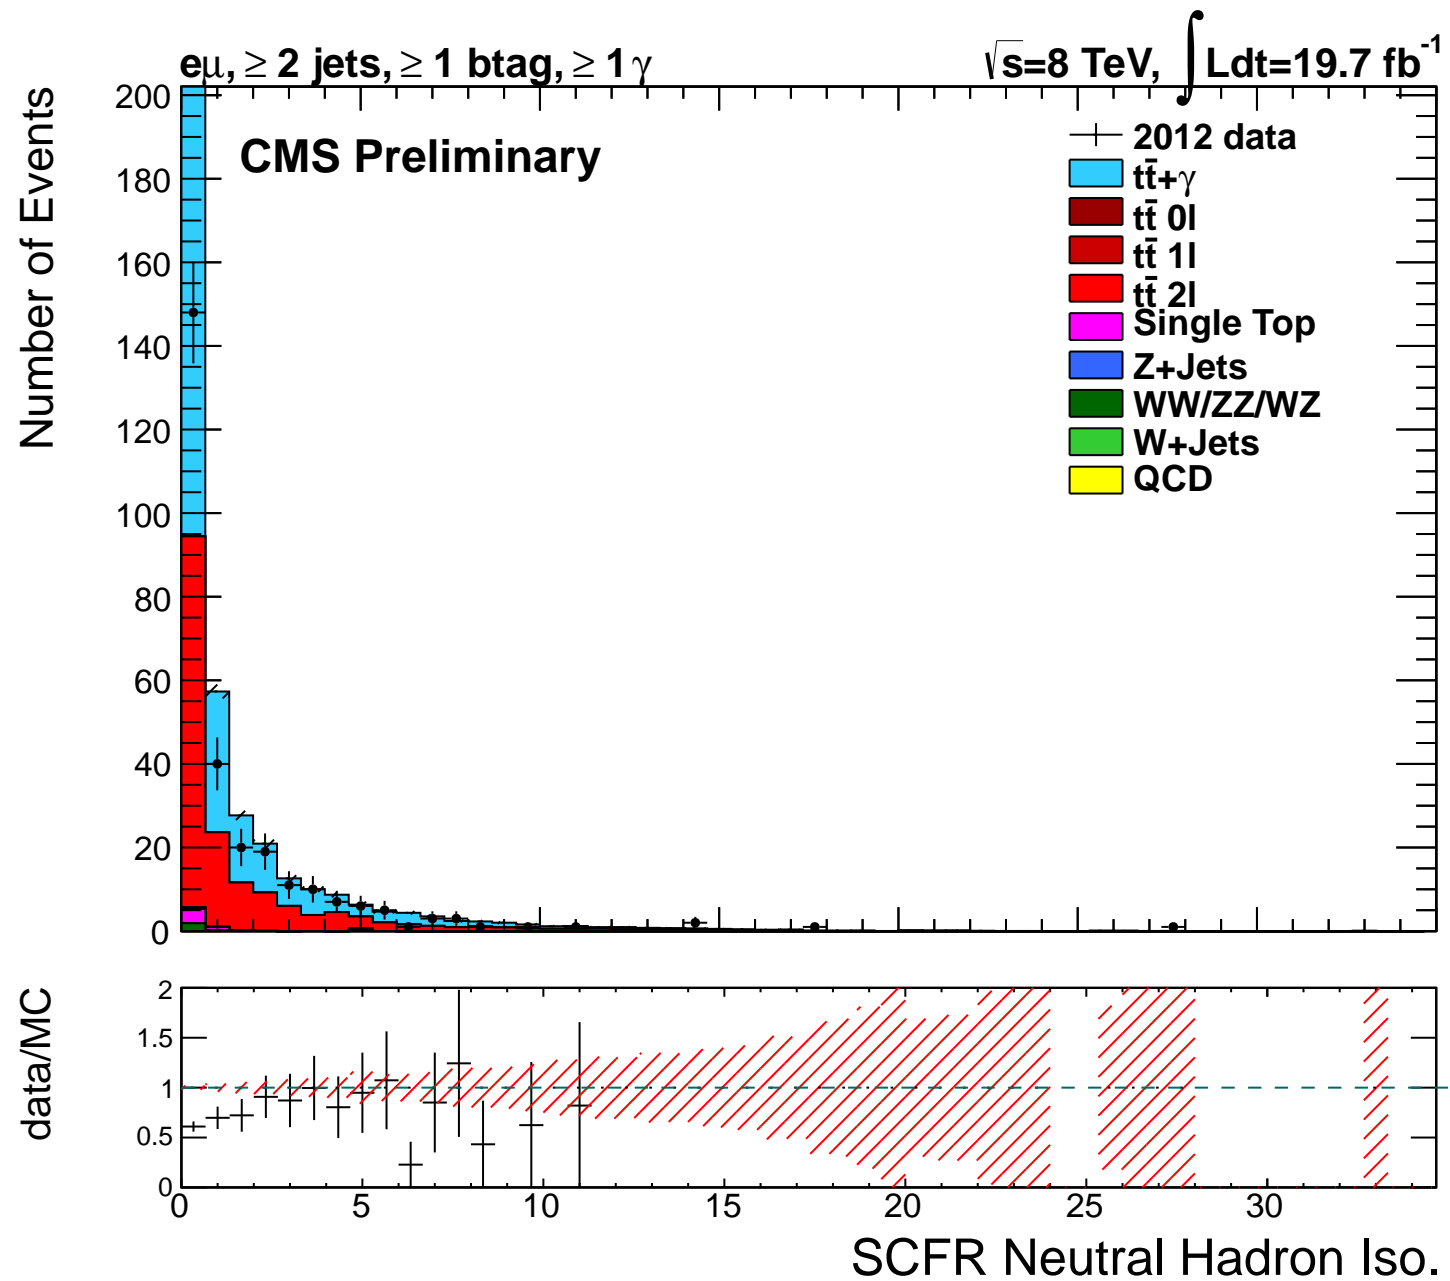 eμ, ≥ 2 jets, ≥ 1 btag, ≥ 1 γ
√s=8 TeV, ∫Ldt=19.7 fb⁻¹
CMS Preliminary
2012 data
tt̄+γ
tt̄ 0l
tt̄ 1l
tt̄ 2l
Single Top
Z+Jets
WW/ZZ/WZ
W+Jets
QCD
Number of Events
200
180
160
140
120
100
80
60
40
20
0
data/MC
2
1.5
1
0.5
0
0 5 10 15 20 25 30
SCFR Neutral Hadron Iso.